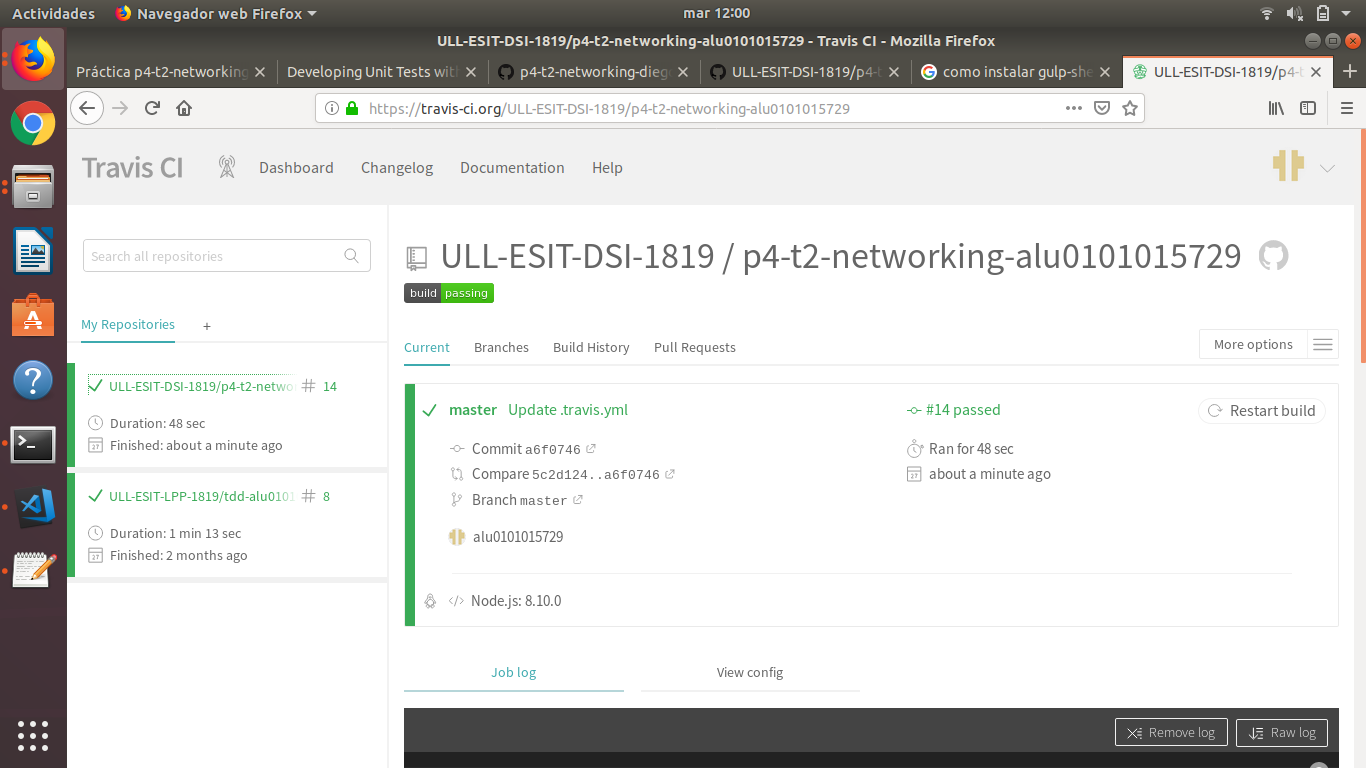 Actividades Navegador web Firefox mar 12:00
ULL-ESIT-DSI-1819/p4-t2-networking-alu0101015729 - Travis CI - Mozilla Firefox
Práctica p4-t2-networking Developing Unit Tests with p4-t2-networking-dieg ULL-ESIT-DSI-1819/p4-t como instalar gulp-she ULL-ESIT-DSI-1819/p4-t
https://travis-ci.org/ULL-ESIT-DSI-1819/p4-t2-networking-alu0101015729
Travis CI Dashboard Changelog Documentation Help
Search all repositories
My Repositories +
ULL-ESIT-DSI-1819/p4-t2-netwo # 14
Duration: 48 sec
Finished: about a minute ago
ULL-ESIT-LPP-1819/tdd-alu0101 # 8
Duration: 1 min 13 sec
Finished: 2 months ago
ULL-ESIT-DSI-1819 / p4-t2-networking-alu0101015729
build passing
Current Branches Build History Pull Requests More options
master Update .travis.yml #14 passed Restart build
Commit a6f0746 Ran for 48 sec
Compare 5c2d124..a6f0746 about a minute ago
Branch master
alu0101015729
</> Node.js: 8.10.0
Job log View config
Remove log Raw log